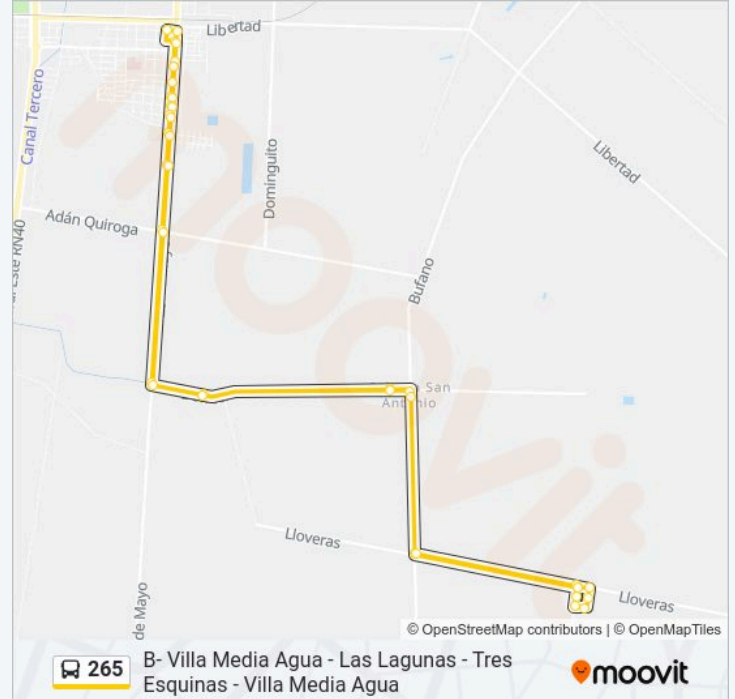 Libertad
Canal Tercero
Dominguito
Libertad
Adán Quiroga
Este RN40
Bufano
San
Antonio
Lloveras
Lloveras
de Mayo
moovit
© OpenStreetMap contributors | © OpenMapTiles
265
B- Villa Media Agua - Las Lagunas - Tres
Esquinas - Villa Media Agua
moovit